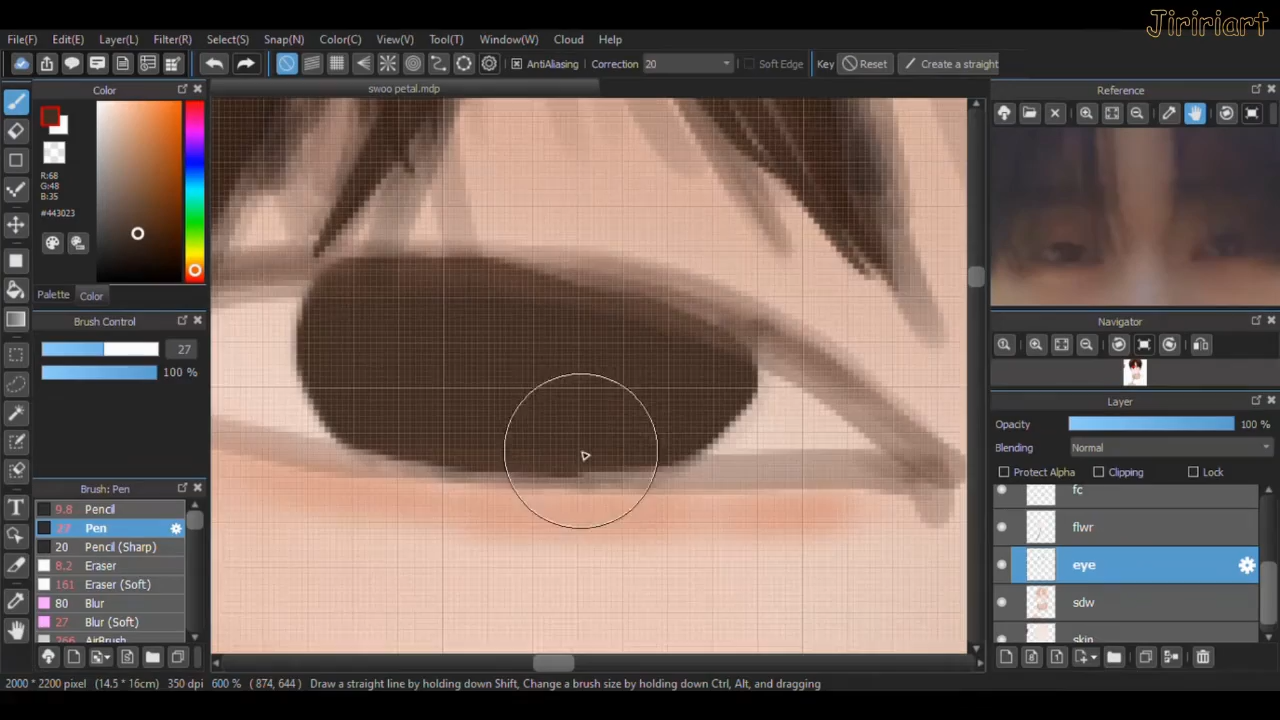 Jiririart
File(F) Edit(E) Layer(L) Filter(R) Select(S) Snap(N) Color(C) View(V) Tool(T) Window(W) Cloud Help
AntiAliasing Correction 20 Soft Edge Key Reset Create a straight
Color
swoo petal.mdp
Reference
R:68
G:48
B:35
#443023
Palette Color
Brush Control
27
100 %
Navigator
Layer
Opacity 100 %
Blending Normal
Protect Alpha Clipping Lock
Brush: Pen
9.8 Pencil
27 Pen
20 Pencil (Sharp)
8.2 Eraser
161 Eraser (Soft)
80 Blur
27 Blur (Soft)
266 AirBrush
fc
flwr
eye
sdw
skin
2000 * 2200 pixel (14.5 * 16cm) 350 dpi 600 % ( 874, 644 ) Draw a straight line by holding down Shift, Change a brush size by holding down Ctrl, Alt, and dragging